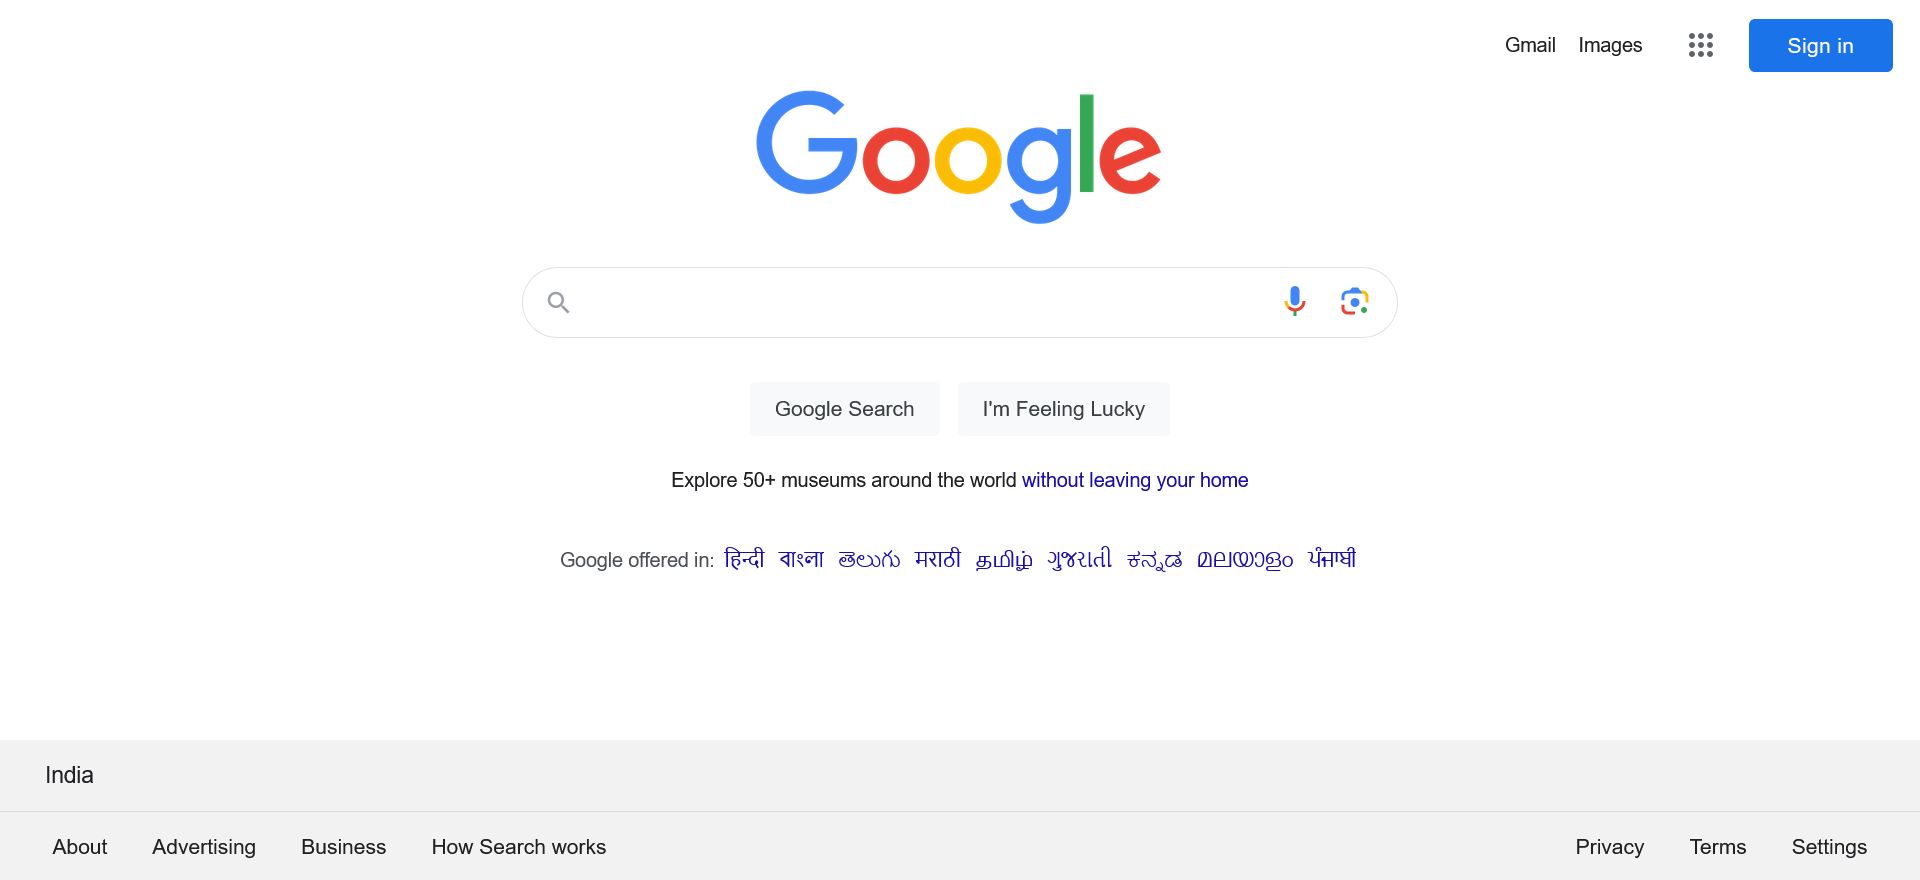 Gmail Images Sign in
Google
Google Search I'm Feeling Lucky
Explore 50+ museums around the world without leaving your home
Google offered in: हिन्दी বাংলা తెలుగు मराठी தமிழ் ગુજરાતી ಕನ್ನಡ മലയാളം ਪੰਜਾਬੀ
India
About Advertising Business How Search works Privacy Terms Settings